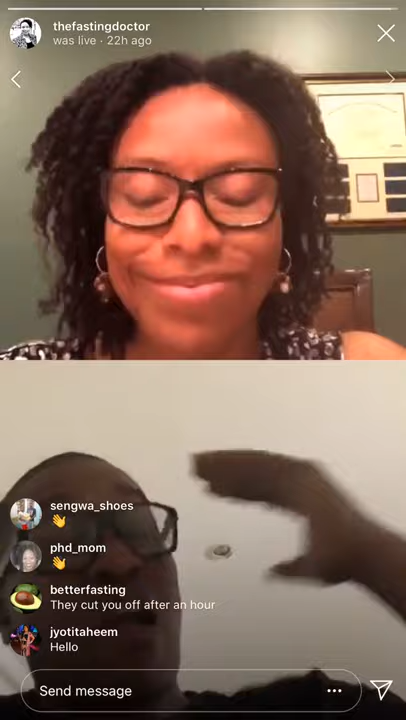 thefastingdoctor
was live · 22h ago
sengwa_shoes
👋
phd_mom
👋
betterfasting
They cut you off after an hour
jyotitaheem
Hello
Send message